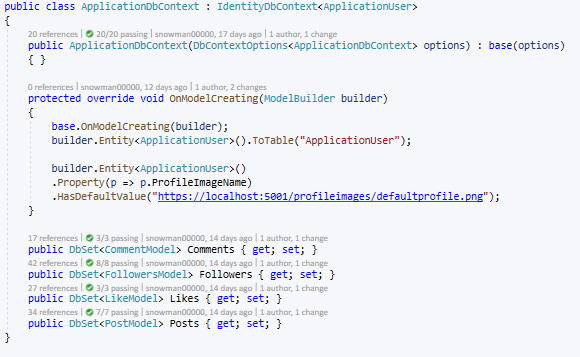 public class ApplicationDbContext : IdentityDbContext<ApplicationUser>
{
20 references | 20/20 passing | snowman00000, 17 days ago | 1 author, 1 change
public ApplicationDbContext(DbContextOptions<ApplicationDbContext> options) : base(options)
{ }
0 references | snowman00000, 12 days ago | 1 author, 2 changes
protected override void OnModelCreating(ModelBuilder builder)
{
base.OnModelCreating(builder);
builder.Entity<ApplicationUser>().ToTable("ApplicationUser");
builder.Entity<ApplicationUser>()
.Property(p => p.ProfileImageName)
.HasDefaultValue("https://localhost:5001/profileimages/defaultprofile.png");
}
17 references | 3/3 passing | snowman00000, 14 days ago | 1 author, 1 change
public DbSet<CommentModel> Comments { get; set; }
42 references | 8/8 passing | snowman00000, 14 days ago | 1 author, 1 change
public DbSet<FollowersModel> Followers { get; set; }
27 references | 3/3 passing | snowman00000, 14 days ago | 1 author, 1 change
public DbSet<LikeModel> Likes { get; set; }
34 references | 7/7 passing | snowman00000, 14 days ago | 1 author, 1 change
public DbSet<PostModel> Posts { get; set; }
}